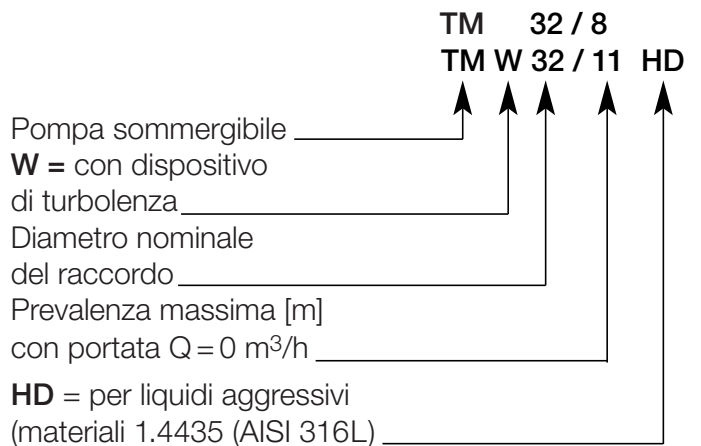 TM 32 / 8
TM W 32 / 11 HD
Pompa sommergibile
W = con dispositivo
di turbolenza
Diametro nominale
del raccordo
Prevalenza massima [m]
con portata Q = 0 m³/h
HD = per liquidi aggressivi
(materiali 1.4435 (AISI 316L)